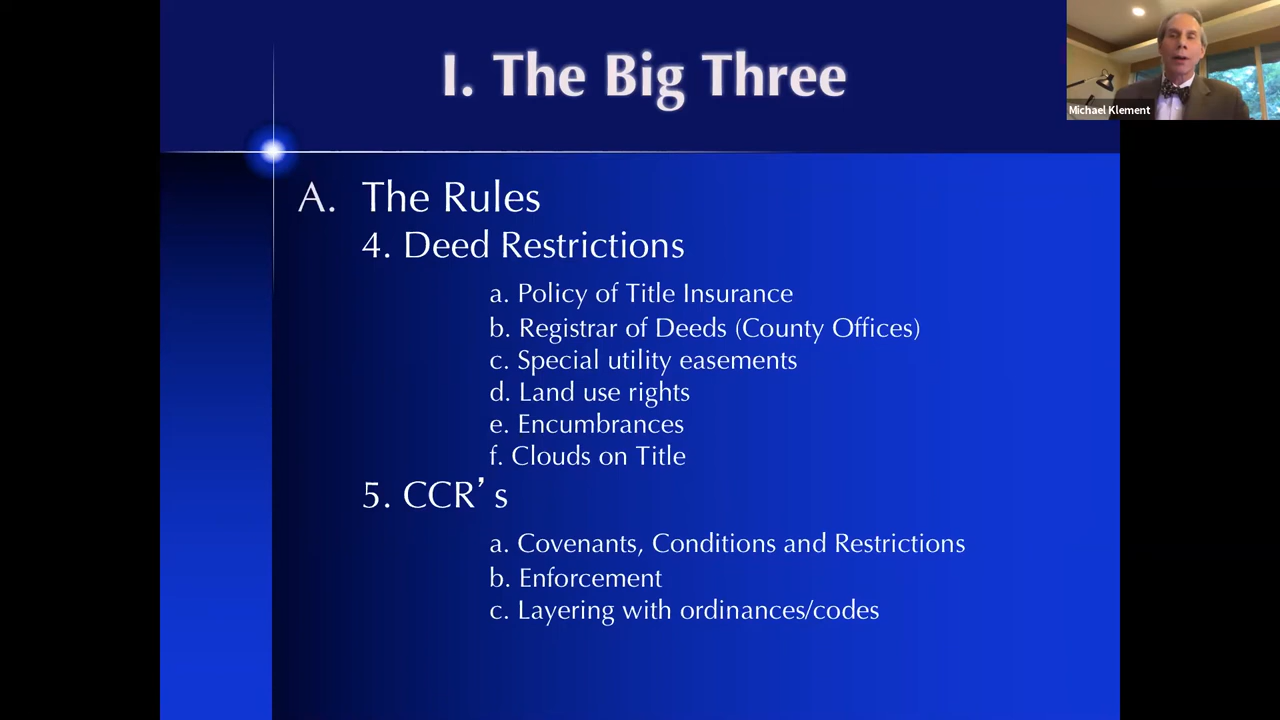 I. The Big Three
Michael Klement
A. The Rules
4. Deed Restrictions
a. Policy of Title Insurance
b. Registrar of Deeds (County Offices)
c. Special utility easements
d. Land use rights
e. Encumbrances
f. Clouds on Title
5. CCR’s
a. Covenants, Conditions and Restrictions
b. Enforcement
c. Layering with ordinances/codes